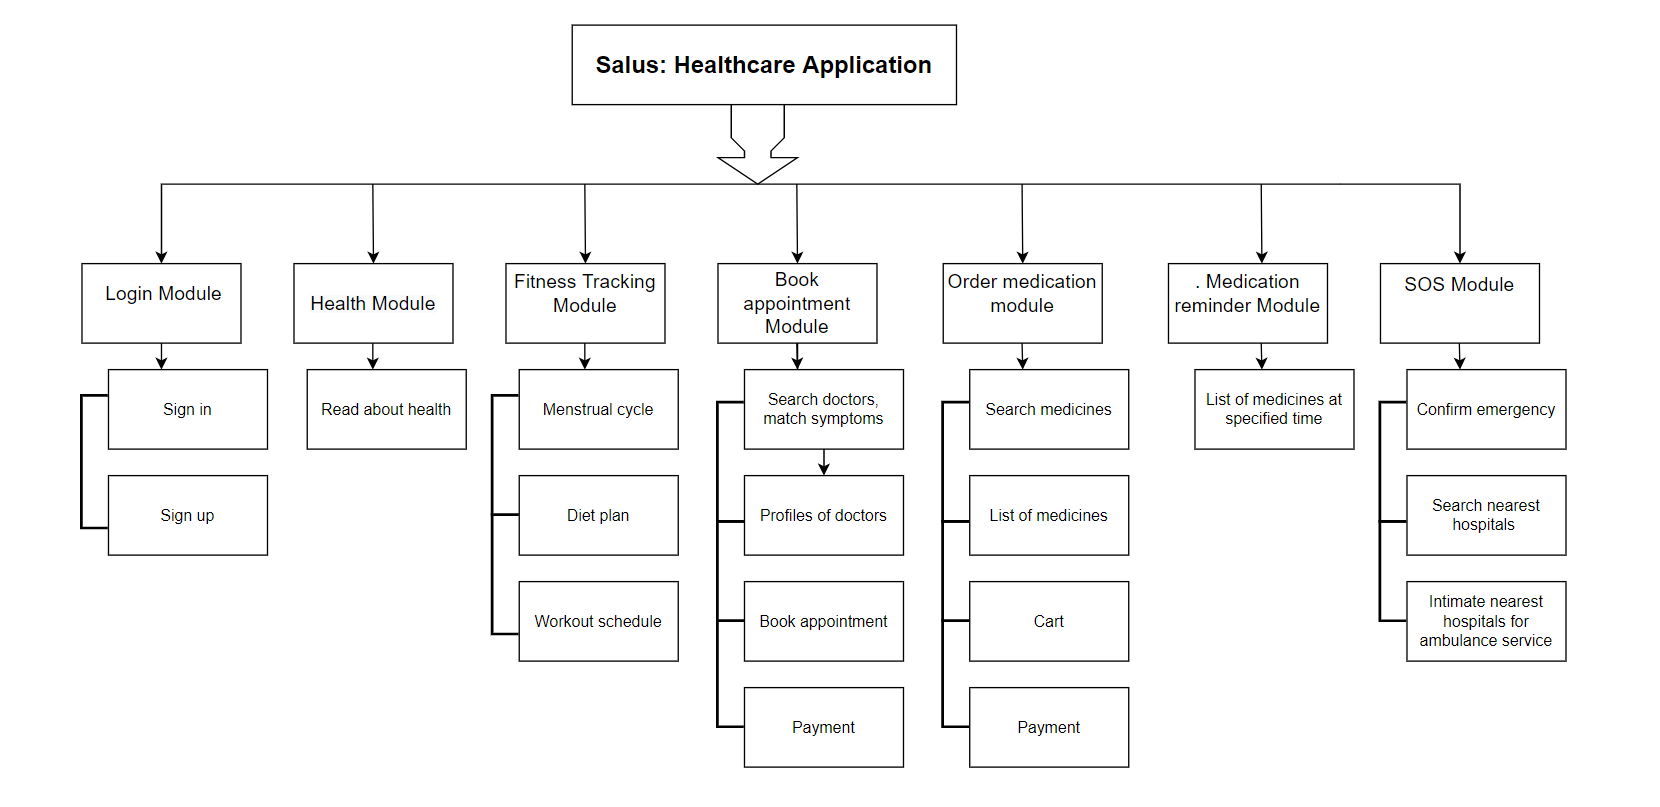 Salus: Healthcare Application
Login Module
Health Module
Fitness Tracking
Module
Book
appointment
Module
Order medication
module
. Medication
reminder Module
SOS Module
Sign in
Read about health
Menstrual cycle
Search doctors,
match symptoms
Search medicines
List of medicines at
specified time
Confirm emergency
Sign up
Diet plan
Profiles of doctors
List of medicines
Search nearest
hospitals
Workout schedule
Book appointment
Cart
Intimate nearest
hospitals for
ambulance service
Payment
Payment